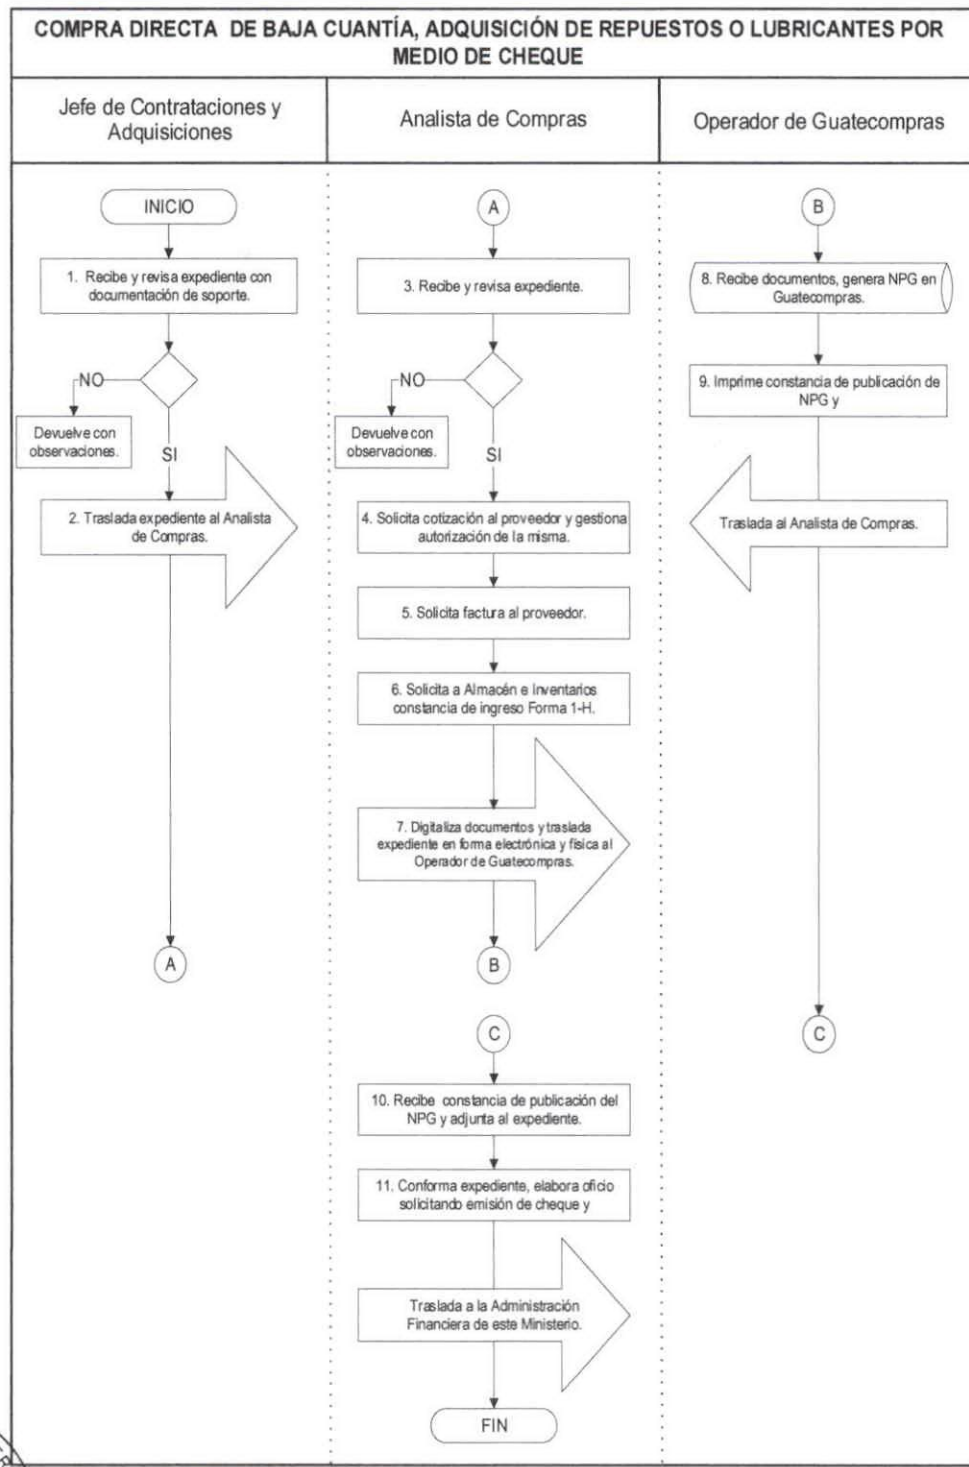 COMPRA DIRECTA DE BAJA CUANTÍA, ADQUISICIÓN DE REPUESTOS O LUBRICANTES POR
MEDIO DE CHEQUE
Jefe de Contrataciones y
Adquisiciones
Analista de Compras
Operador de Guatecompras
INICIO
1. Recibe y revisa expediente con
documentación de soporte.
NO
Devuelve con
observaciones.
SI
2. Traslada expediente al Analista
de Compras.
A
A
3. Recibe y revisa expediente.
NO
Devuelve con
observaciones.
SI
4. Solicita cotización al proveedor y gestiona
autorización de la misma.
5. Solicita factura al proveedor.
6. Solicita a Almacén e Inventarios
constancia de ingreso Forma 1-H.
7. Digitaliza documentos y traslada
expediente en forma electrónica y física al
Operador de Guatecompras.
B
B
8. Recibe documentos, genera NPG en
Guatecompras.
9. Imprime constancia de publicación de
NPG y
Traslada al Analista de Compras.
C
C
10. Recibe constancia de publicación del
NPG y adjunta al expediente.
11. Conforma expediente, elabora oficio
solicitando emisión de cheque y
Traslada a la Administración
Financiera de este Ministerio.
FIN